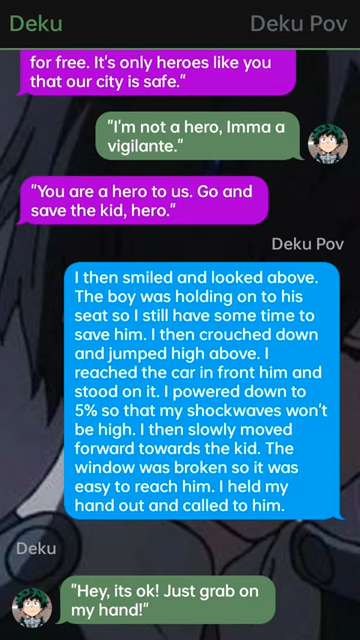 Deku
Deku Pov
for free. It's only heroes like you
that our city is safe."
"I'm not a hero, Imma a
vigilante."
"You are a hero to us. Go and
save the kid, hero."
Deku Pov
I then smiled and looked above.
The boy was holding on to his
seat so I still have some time to
save him. I then crouched down
and jumped high above. I
reached the car in front him and
stood on it. I powered down to
5% so that my shockwaves won't
be high. I then slowly moved
forward towards the kid. The
window was broken so it was
easy to reach him. I held my
hand out and called to him.
Deku
"Hey, its ok! Just grab on
my hand!"